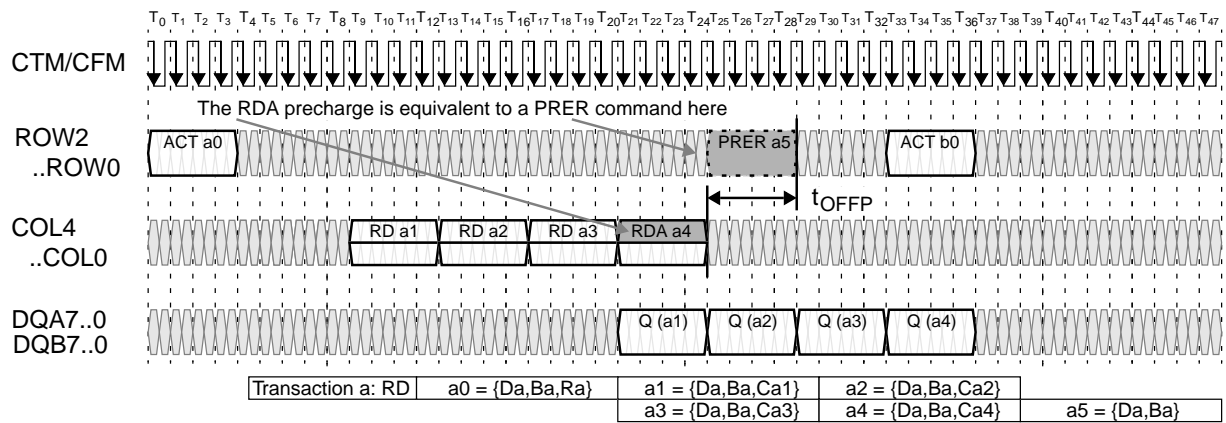 T0 T1 T2 T3 T4 T5 T6 T7 T8 T9 T10 T11 T12 T13 T14 T15 T16 T17 T18 T19 T20 T21 T22 T23 T24 T25 T26 T27 T28 T29 T30 T31 T32 T33 T34 T35 T36 T37 T38 T39 T40 T41 T42 T43 T44 T45 T46 T47
CTM/CFM
The RDA precharge is equivalent to a PRER command here
ROW2
..ROW0
ACT a0
PRER a5
ACT b0
tOFFP
COL4
..COL0
RD a1
RD a2
RD a3
RDA a4
DQA7..0
DQB7..0
Q (a1)
Q (a2)
Q (a3)
Q (a4)
Transaction a: RD
a0 = {Da,Ba,Ra}
a1 = {Da,Ba,Ca1}
a2 = {Da,Ba,Ca2}
a3 = {Da,Ba,Ca3}
a4 = {Da,Ba,Ca4}
a5 = {Da,Ba}